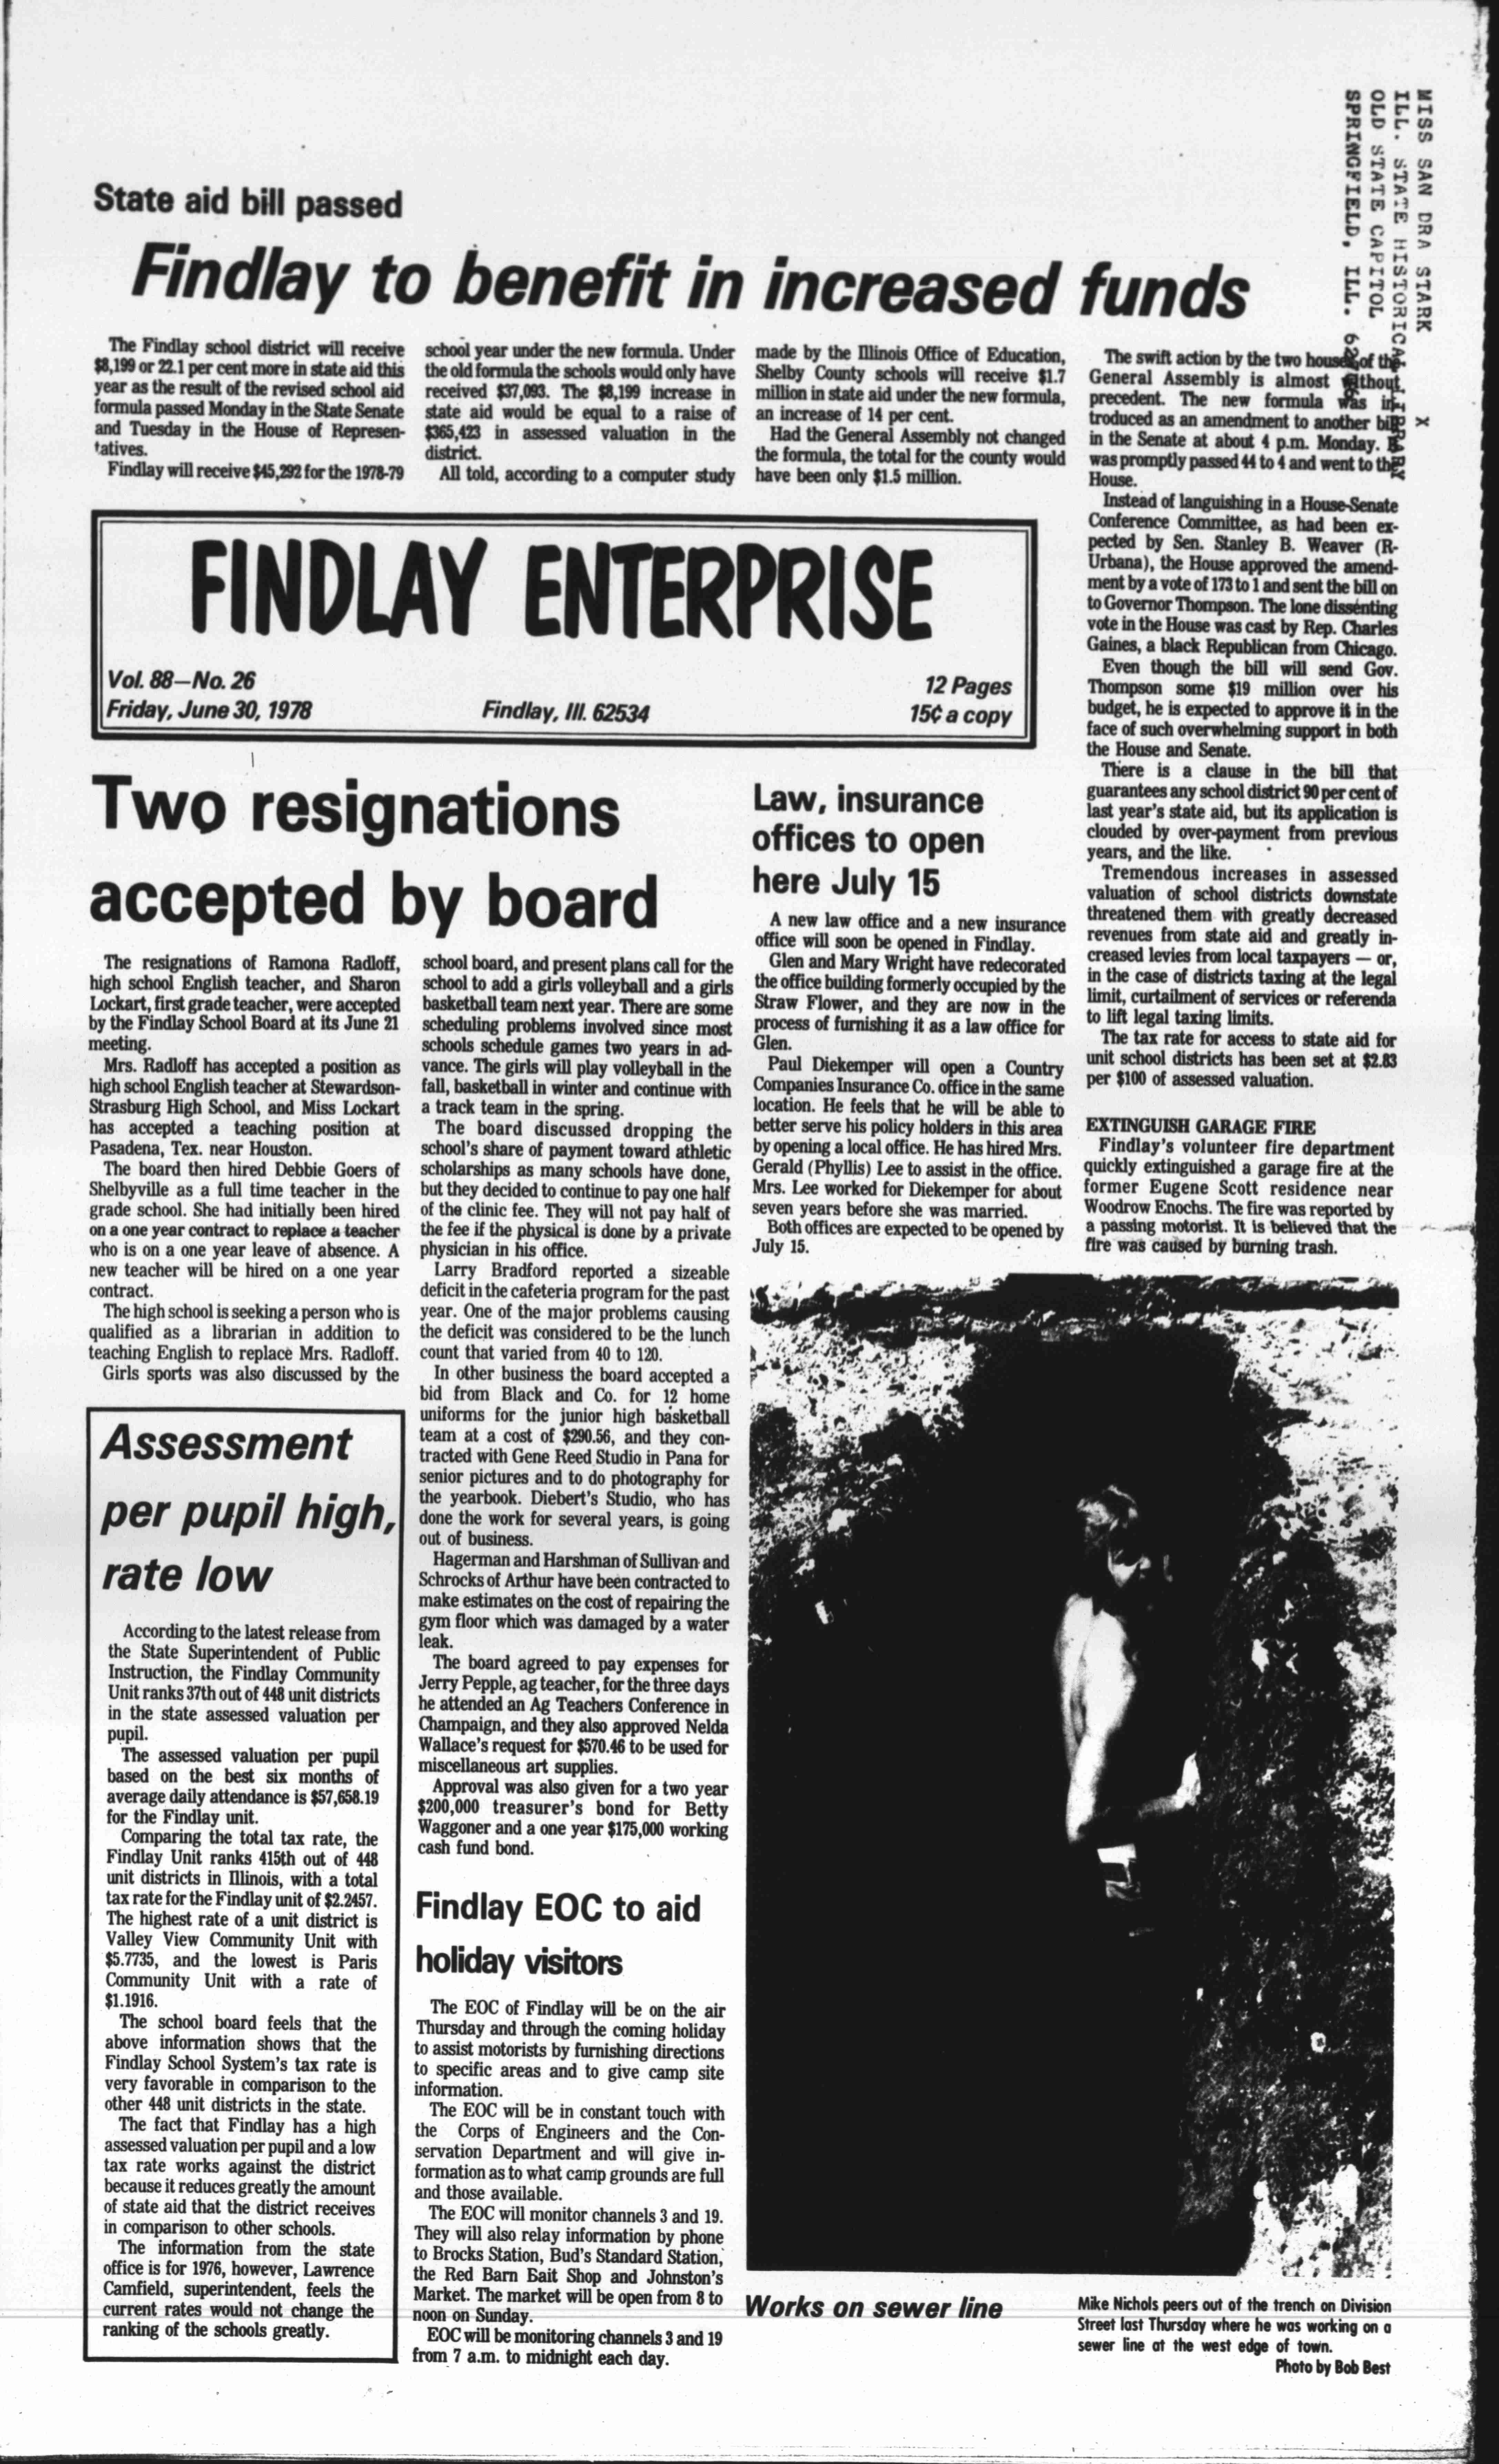 MISS SAN DRA STARK X
ILL. STATE HISTORICAL LIBRARY
OLD STATE CAPITOL
SPRINGFIELD, ILL.
State aid bill passed
Findlay to benefit in increased funds
The Findlay school district will receive
$8,199 or 22.1 per cent more in state aid this
year as the result of the revised school aid
formula passed Monday in the State Senate
and Tuesday in the House of Represen-
tatives.
Findlay will receive $45,292 for the 1978-79
school year under the new formula. Under
the old formula the schools would only have
received $37,093. The $8,199 increase in
state aid would be equal to a raise of
$365,423 in assessed valuation in the
district.
All told, according to a computer study
made by the Illinois Office of Education,
Shelby County schools will receive $1.7
million in state aid under the new formula,
an increase of 14 per cent.
Had the General Assembly not changed
the formula, the total for the county would
have been only $1.5 million.
The swift action by the two houses of the
General Assembly is almost without
precedent. The new formula was in-
troduced as an amendment to another bill
in the Senate at about 4 p.m. Monday. It
was promptly passed 44 to 4 and went to the
House.
Instead of languishing in a House-Senate
Conference Committee, as had been ex-
pected by Sen. Stanley B. Weaver (R-
Urbana), the House approved the amend-
ment by a vote of 173 to 1 and sent the bill on
to Governor Thompson. The lone dissenting
vote in the House was cast by Rep. Charles
Gaines, a black Republican from Chicago.
Even though the bill will send Gov.
Thompson some $19 million over his
budget, he is expected to approve it in the
face of such overwhelming support in both
the House and Senate.
There is a clause in the bill that
guarantees any school district 90 per cent of
last year's state aid, but its application is
clouded by over-payment from previous
years, and the like.
Tremendous increases in assessed
valuation of school districts downstate
threatened them with greatly decreased
revenues from state aid and greatly in-
creased levies from local taxpayers — or,
in the case of districts taxing at the legal
limit, curtailment of services or referenda
to lift legal taxing limits.
The tax rate for access to state aid for
unit school districts has been set at $2.83
per $100 of assessed valuation.
FINDLAY ENTERPRISE
Vol. 88—No. 26
12 Pages
Friday, June 30, 1978
Findlay, Ill. 62534
15¢ a copy
Two resignations
accepted by board
The resignations of Ramona Radloff,
high school English teacher, and Sharon
Lockart, first grade teacher, were accepted
by the Findlay School Board at its June 21
meeting.
Mrs. Radloff has accepted a position as
high school English teacher at Stewardson-
Strasburg High School, and Miss Lockart
has accepted a teaching position at
Pasadena, Tex. near Houston.
The board then hired Debbie Goers of
Shelbyville as a full time teacher in the
grade school. She had initially been hired
on a one year contract to replace a teacher
who is on a one year leave of absence. A
new teacher will be hired on a one year
contract.
The high school is seeking a person who is
qualified as a librarian in addition to
teaching English to replace Mrs. Radloff.
Girls sports was also discussed by the
school board, and present plans call for the
school to add a girls volleyball and a girls
basketball team next year. There are some
scheduling problems involved since most
schools schedule games two years in ad-
vance. The girls will play volleyball in the
fall, basketball in winter and continue with
a track team in the spring.
The board discussed dropping the
school's share of payment toward athletic
scholarships as many schools have done,
but they decided to continue to pay one half
of the clinic fee. They will not pay half of
the fee if the physical is done by a private
physician in his office.
Larry Bradford reported a sizeable
deficit in the cafeteria program for the past
year. One of the major problems causing
the deficit was considered to be the lunch
count that varied from 40 to 120.
In other business the board accepted a
bid from Black and Co. for 12 home
uniforms for the junior high basketball
team at a cost of $290.56, and they con-
tracted with Gene Reed Studio in Pana for
senior pictures and to do photography for
the yearbook. Diebert's Studio, who has
done the work for several years, is going
out of business.
Hagerman and Harshman of Sullivan and
Schrocks of Arthur have been contracted to
make estimates on the cost of repairing the
gym floor which was damaged by a water
leak.
The board agreed to pay expenses for
Jerry Pepple, ag teacher, for the three days
he attended an Ag Teachers Conference in
Champaign, and they also approved Nelda
Wallace's request for $570.46 to be used for
miscellaneous art supplies.
Approval was also given for a two year
$200,000 treasurer's bond for Betty
Waggoner and a one year $175,000 working
cash fund bond.
Law, insurance
offices to open
here July 15
A new law office and a new insurance
office will soon be opened in Findlay.
Glen and Mary Wright have redecorated
the office building formerly occupied by the
Straw Flower, and they are now in the
process of furnishing it as a law office for
Glen.
Paul Diekemper will open a Country
Companies Insurance Co. office in the same
location. He feels that he will be able to
better serve his policy holders in this area
by opening a local office. He has hired Mrs.
Gerald (Phyllis) Lee to assist in the office.
Mrs. Lee worked for Diekemper for about
seven years before she was married.
Both offices are expected to be opened by
July 15.
EXTINGUISH GARAGE FIRE
Findlay's volunteer fire department
quickly extinguished a garage fire at the
former Eugene Scott residence near
Woodrow Enochs. The fire was reported by
a passing motorist. It is believed that the
fire was caused by burning trash.
Assessment
per pupil high,
rate low
According to the latest release from
the State Superintendent of Public
Instruction, the Findlay Community
Unit ranks 37th out of 448 unit districts
in the state assessed valuation per
pupil.
The assessed valuation per pupil
based on the best six months of
average daily attendance is $57,658.19
for the Findlay unit.
Comparing the total tax rate, the
Findlay Unit ranks 415th out of 448
unit districts in Illinois, with a total
tax rate for the Findlay unit of $2.2457.
The highest rate of a unit district is
Valley View Community Unit with
$5.7735, and the lowest is Paris
Community Unit with a rate of
$1.1916.
The school board feels that the
above information shows that the
Findlay School System's tax rate is
very favorable in comparison to the
other 448 unit districts in the state.
The fact that Findlay has a high
assessed valuation per pupil and a low
tax rate works against the district
because it reduces greatly the amount
of state aid that the district receives
in comparison to other schools.
The information from the state
office is for 1976, however, Lawrence
Camfield, superintendent, feels the
current rates would not change the
ranking of the schools greatly.
Findlay EOC to aid
holiday visitors
The EOC of Findlay will be on the air
Thursday and through the coming holiday
to assist motorists by furnishing directions
to specific areas and to give camp site
information.
The EOC will be in constant touch with
the Corps of Engineers and the Con-
servation Department and will give in-
formation as to what camp grounds are full
and those available.
The EOC will monitor channels 3 and 19.
They will also relay information by phone
to Brocks Station, Bud's Standard Station,
the Red Barn Bait Shop and Johnston's
Market. The market will be open from 8 to
noon on Sunday.
EOC will be monitoring channels 3 and 19
from 7 a.m. to midnight each day.
Works on sewer line
Mike Nichols peers out of the trench on Division
Street last Thursday where he was working on a
sewer line at the west edge of town.
Photo by Bob Best